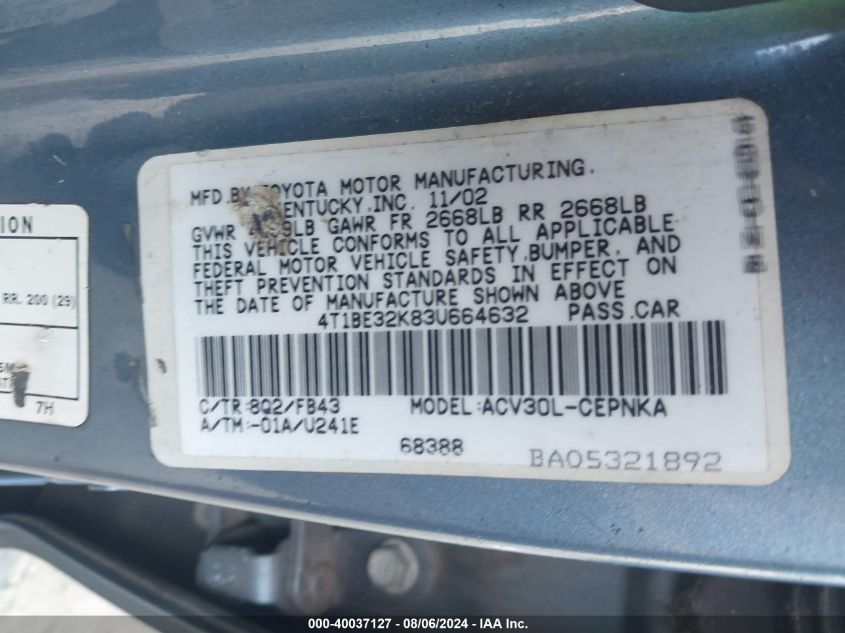 MFD.BY TOYOTA MOTOR MANUFACTURING.
KENTUCKY.INC. 11/02
GVWR LB GAWR FR 2668LB RR 2668LB
THIS VEHICLE CONFORMS TO ALL APPLICABLE
FEDERAL MOTOR VEHICLE SAFETY,BUMPER, AND
THEFT PREVENTION STANDARDS IN EFFECT ON
THE DATE OF MANUFACTURE SHOWN ABOVE
4T1BE32K83U664632 PASS.CAR
C/TR:8Q2/FB43 MODEL:ACV30L-CEPNKA
A/TM:-01A/U241E
68388 BA05321892
ION
RR. 200 (29)
7H
000-40037127 - 08/06/2024 - IAA, Inc.